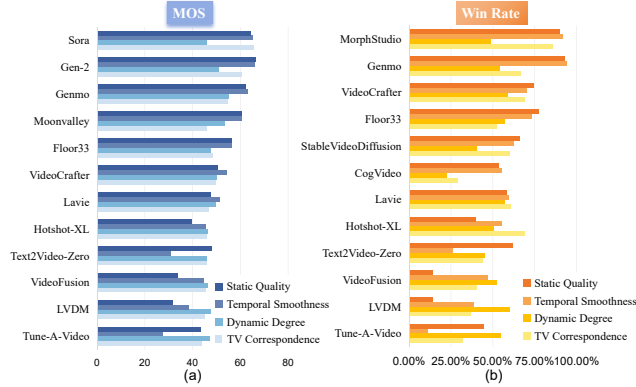 MOS
Sora
Gen-2
Genmo
Moonvalley
Floor33
VideoCrafter
Lavie
Hotshot-XL
Text2Video-Zero
VideoFusion
LVDM
Tune-A-Video
Static Quality
Temporal Smoothness
Dynamic Degree
TV Correspondence
0 20 40 60 80
(a)
Win Rate
MorphStudio
Genmo
VideoCrafter
Floor33
StableVideoDiffusion
CogVideo
Lavie
Hotshot-XL
Text2Video-Zero
VideoFusion
LVDM
Tune-A-Video
Static Quality
Temporal Smoothness
Dynamic Degree
TV Correspondence
0.00% 25.00% 50.00% 75.00% 100.00%
(b)